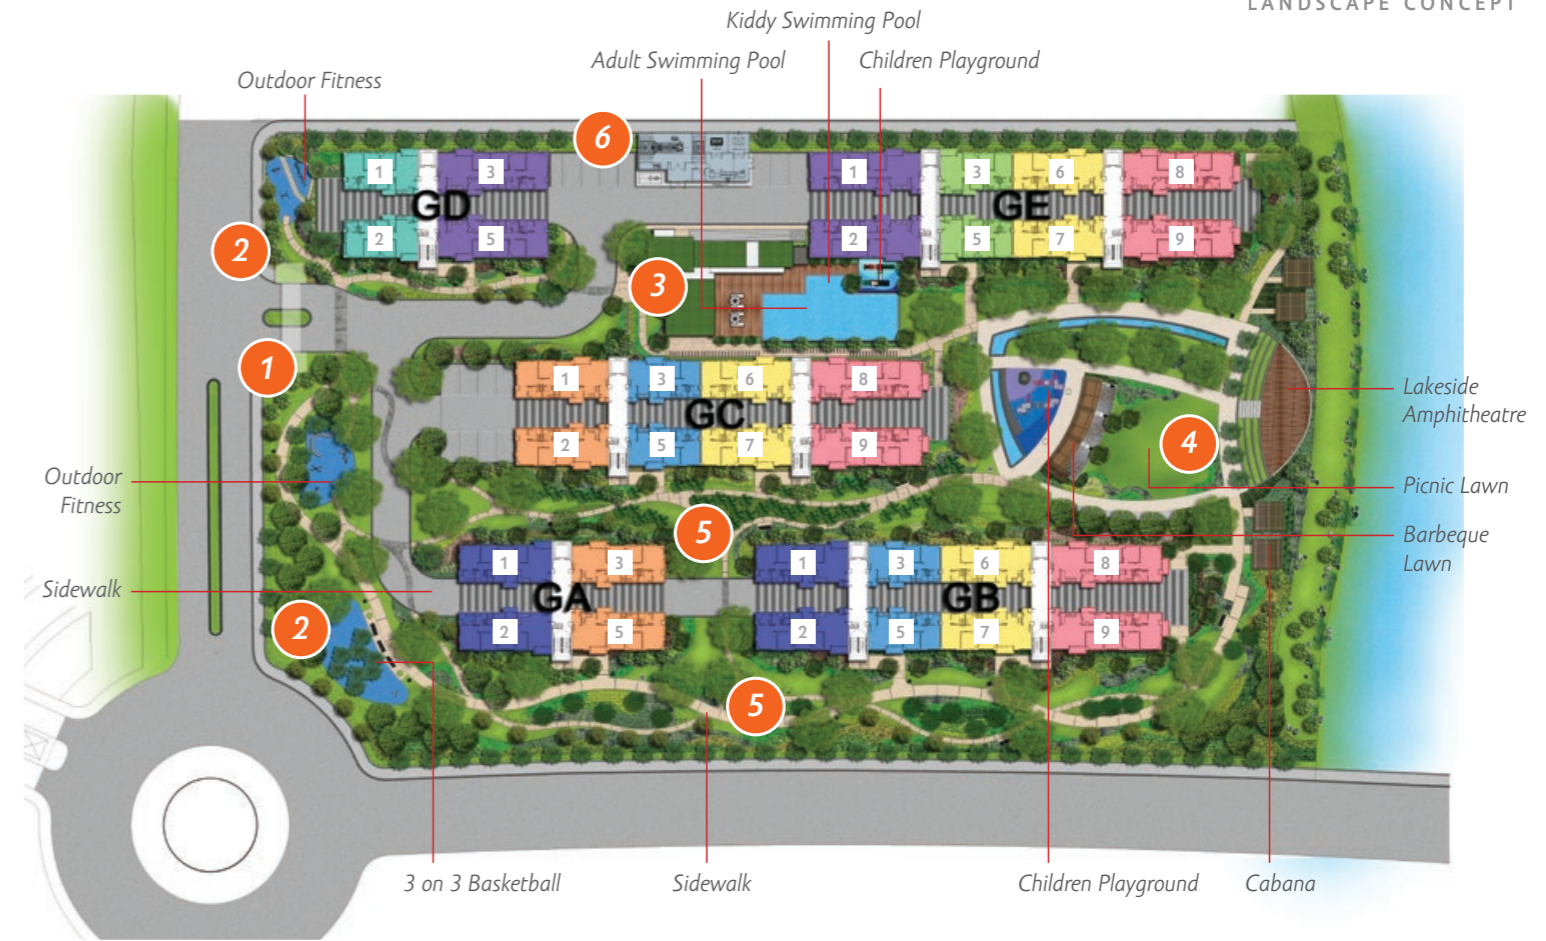 LANDSCAPE CONCEPT
Kiddy Swimming Pool
Adult Swimming Pool
Children Playground
Outdoor Fitness
6
1
3
1
3
6
8
GD
GE
2
5
2
5
7
9
2
3
1
1
3
6
8
GC
2
5
7
9
4
Lakeside
Amphitheatre
Outdoor
Fitness
Picnic Lawn
5
Barbeque
Lawn
1
3
1
3
6
8
Sidewalk
GA
GB
2
2
5
2
5
7
9
5
3 on 3 Basketball
Sidewalk
Children Playground
Cabana